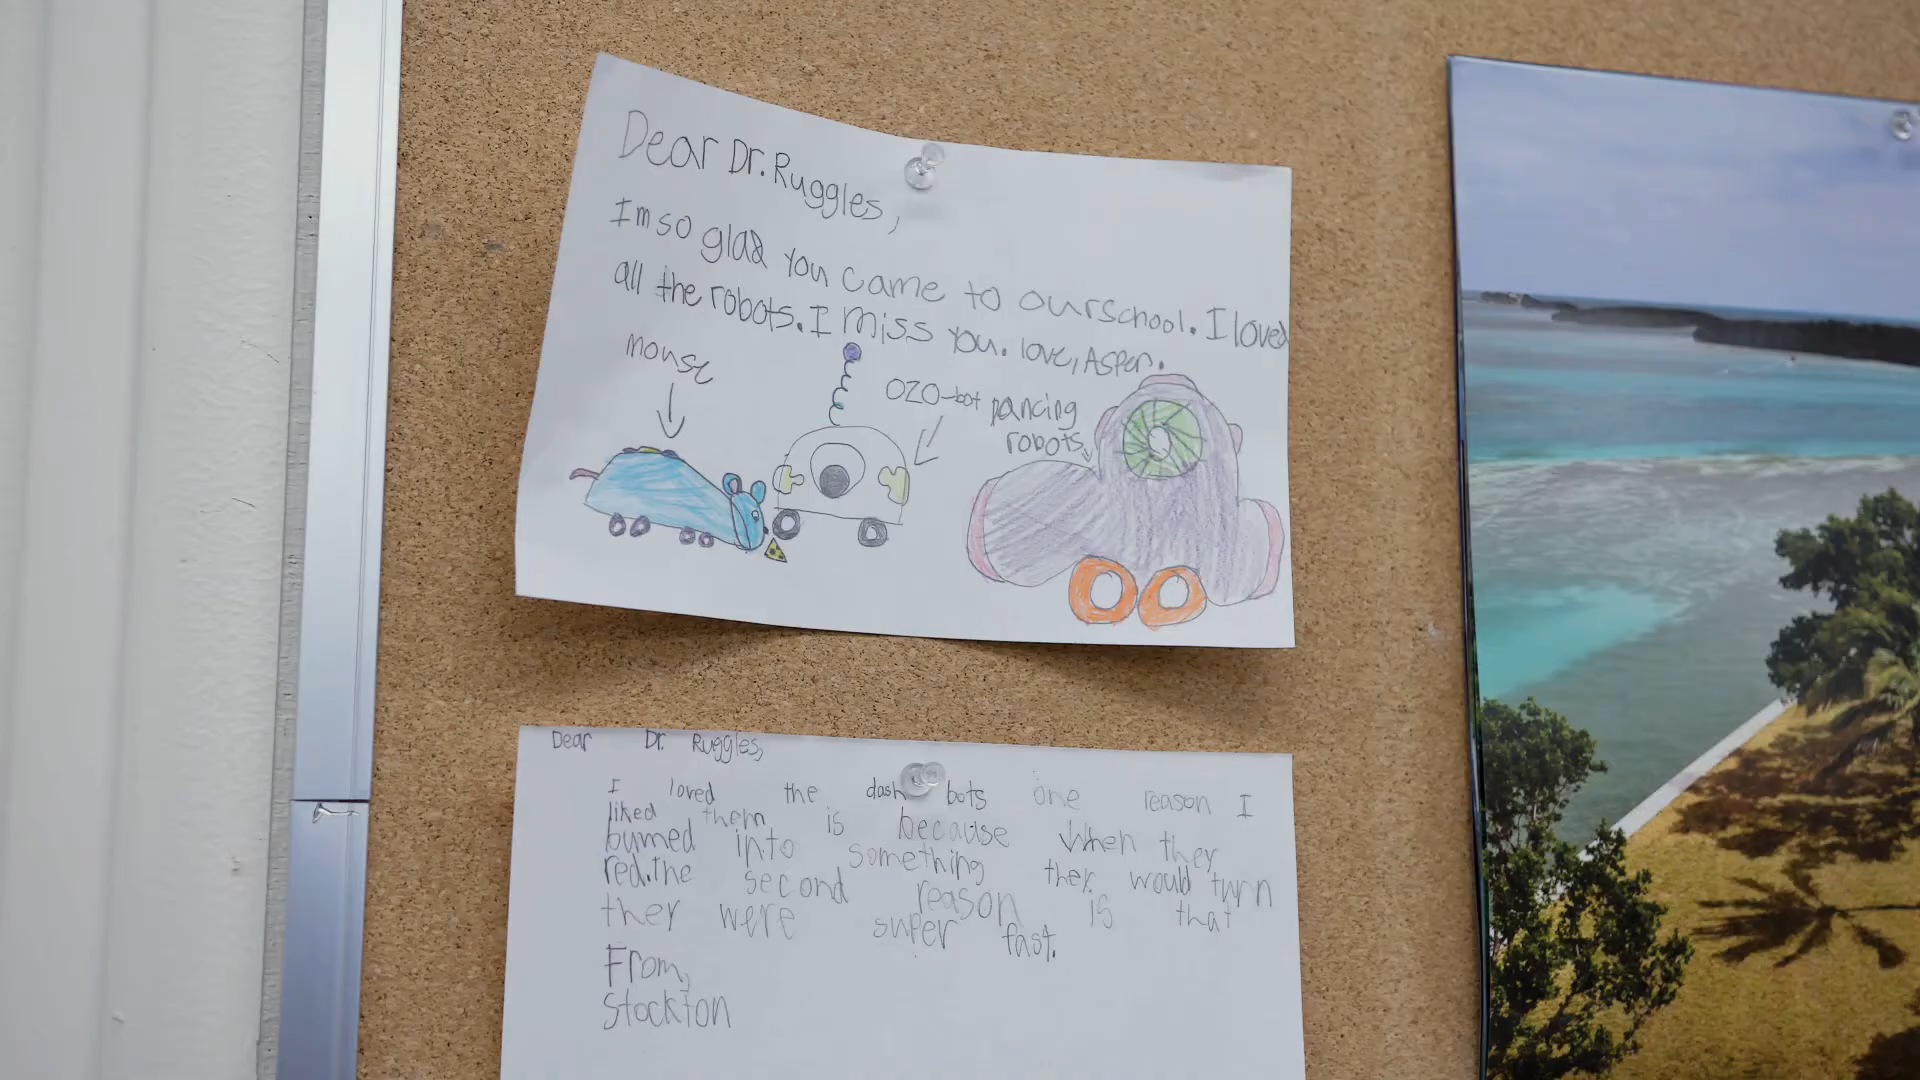 Dear Dr. Ruggles,
Im so glad you came to our school. I loved
all the robots. I miss you. love, Aspen.
mouse
OZO-bot
pancing
robots
Dear Dr. Ruggles,
I loved the dash bots one reason I
liked them is because when they
bumed into something they would turn
red. The second reason is that
they were super fast.
From,
Stockton